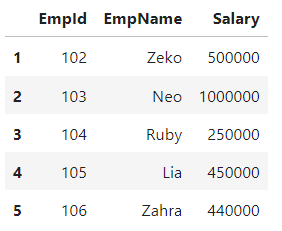 EmpId EmpName Salary
1 102 Zeko 500000
2 103 Neo 1000000
3 104 Ruby 250000
4 105 Lia 450000
5 106 Zahra 440000